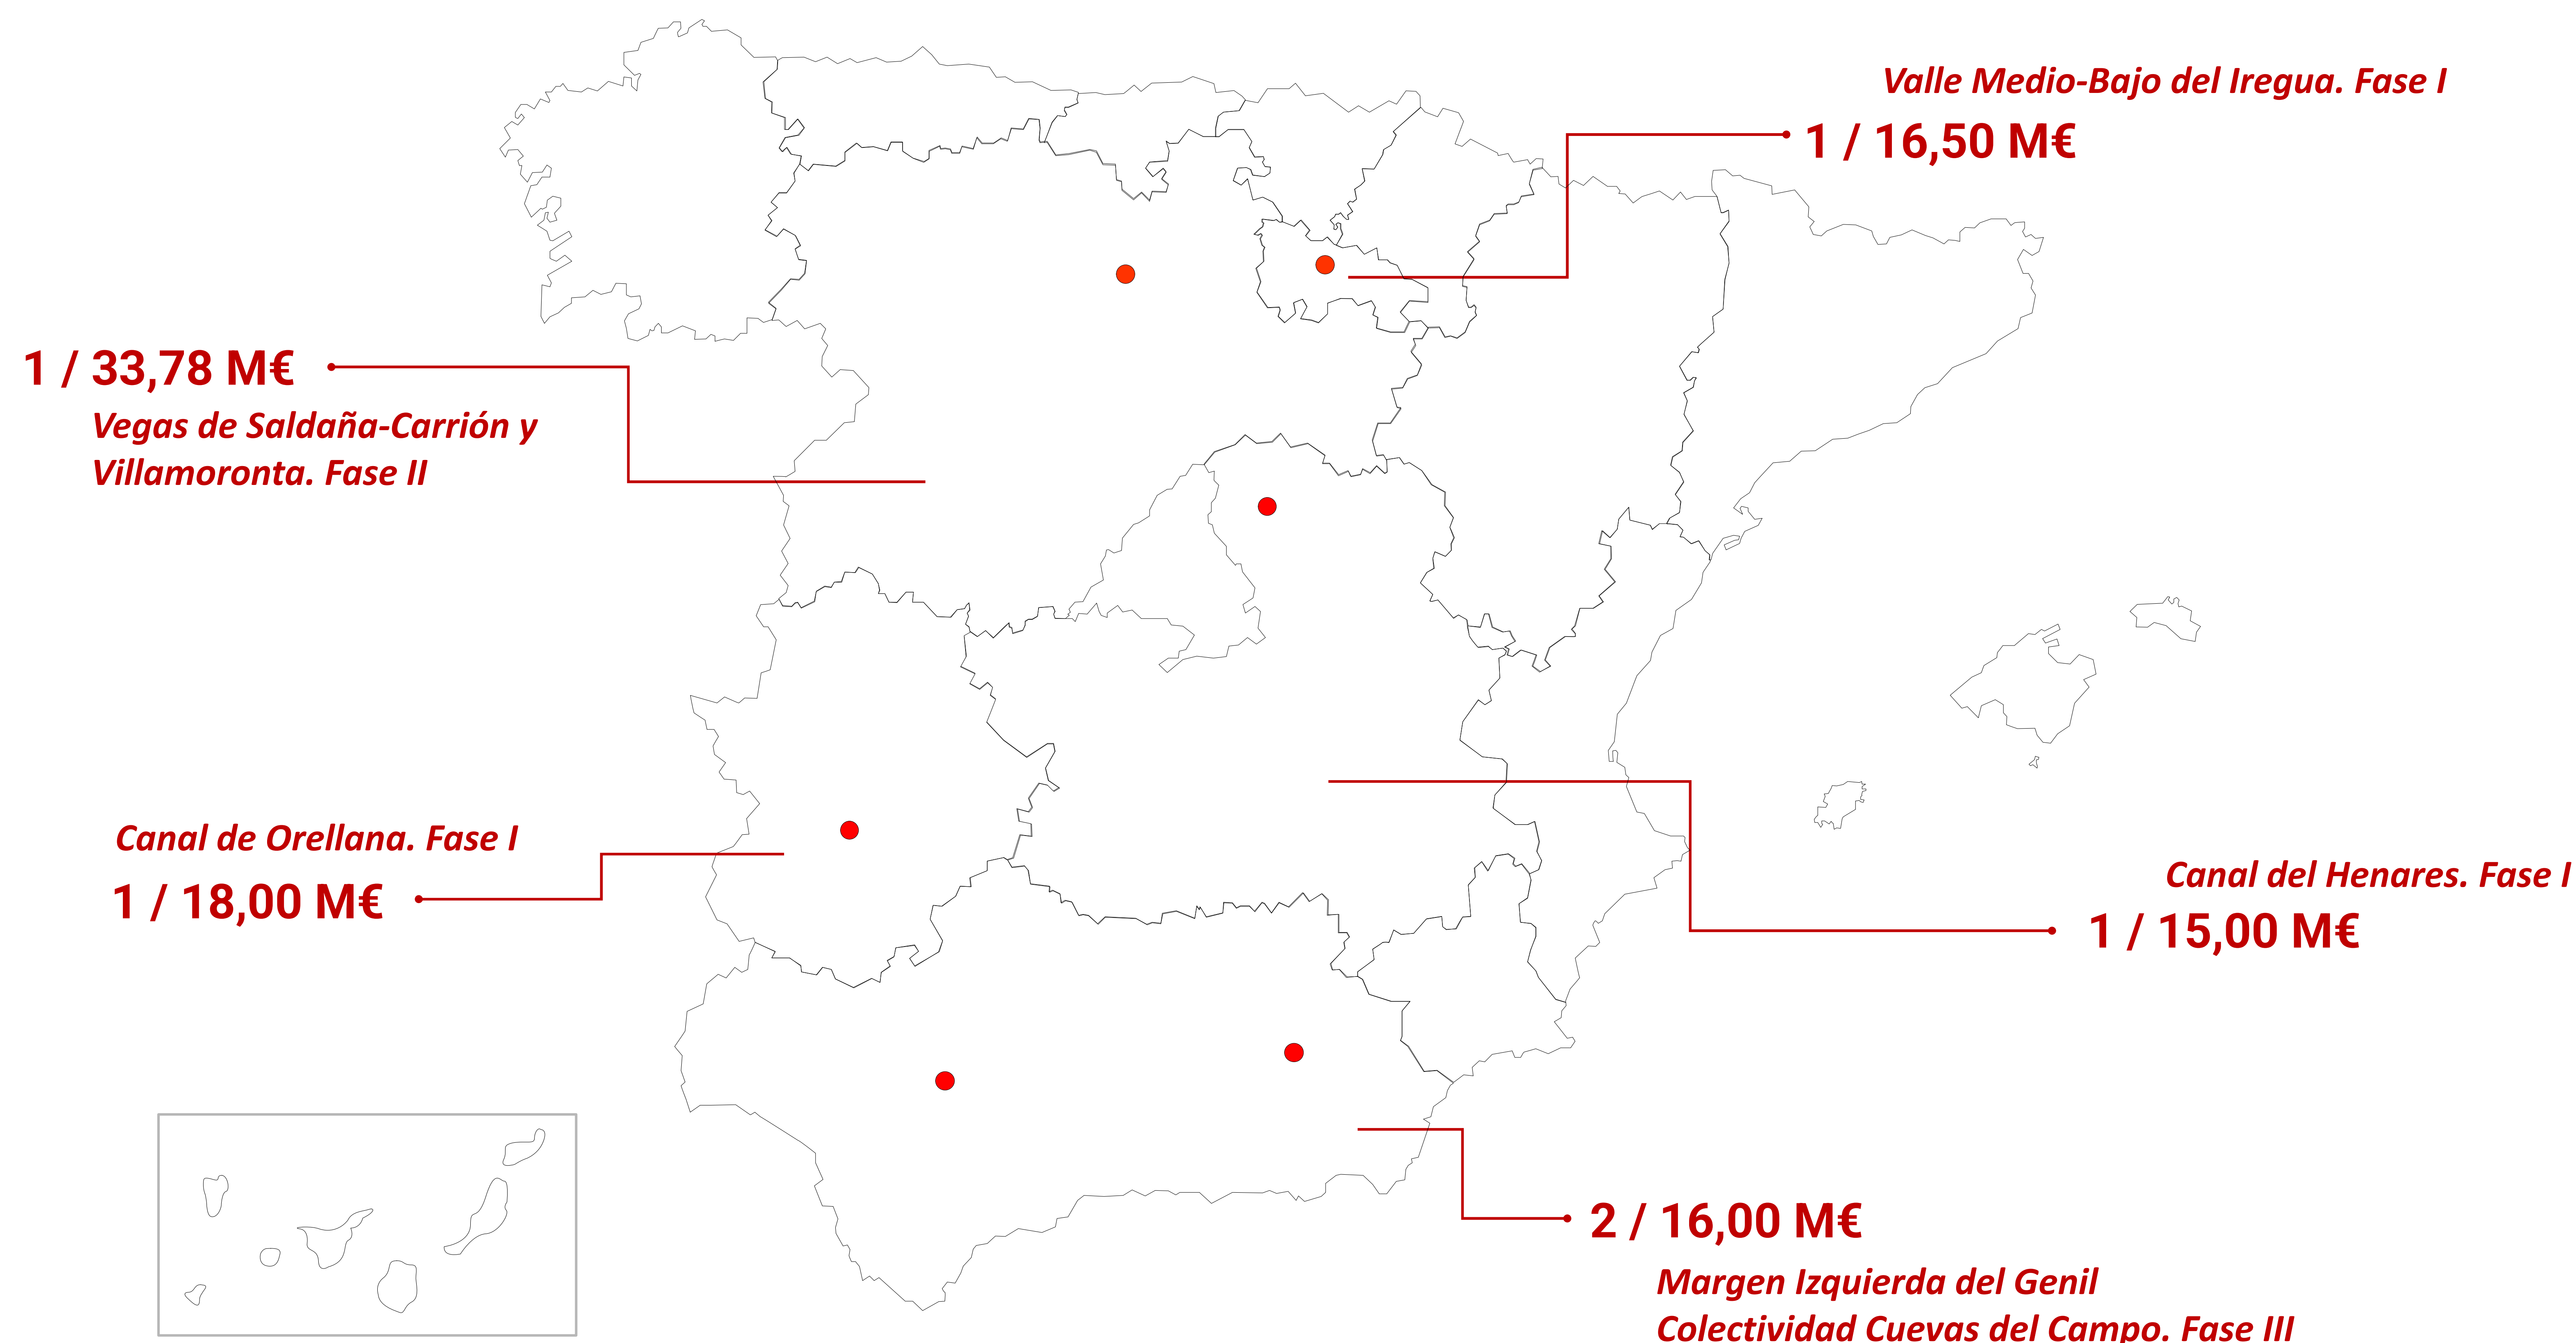 Valle Medio-Bajo del Iregua. Fase I
1 / 16,50 M€
1 / 33,78 M€
Vegas de Saldaña-Carrión y
Villamoronta. Fase II
Canal de Orellana. Fase I
1 / 18,00 M€
Canal del Henares. Fase I
1 / 15,00 M€
2 / 16,00 M€
Margen Izquierda del Genil
Colectividad Cuevas del Campo. Fase III